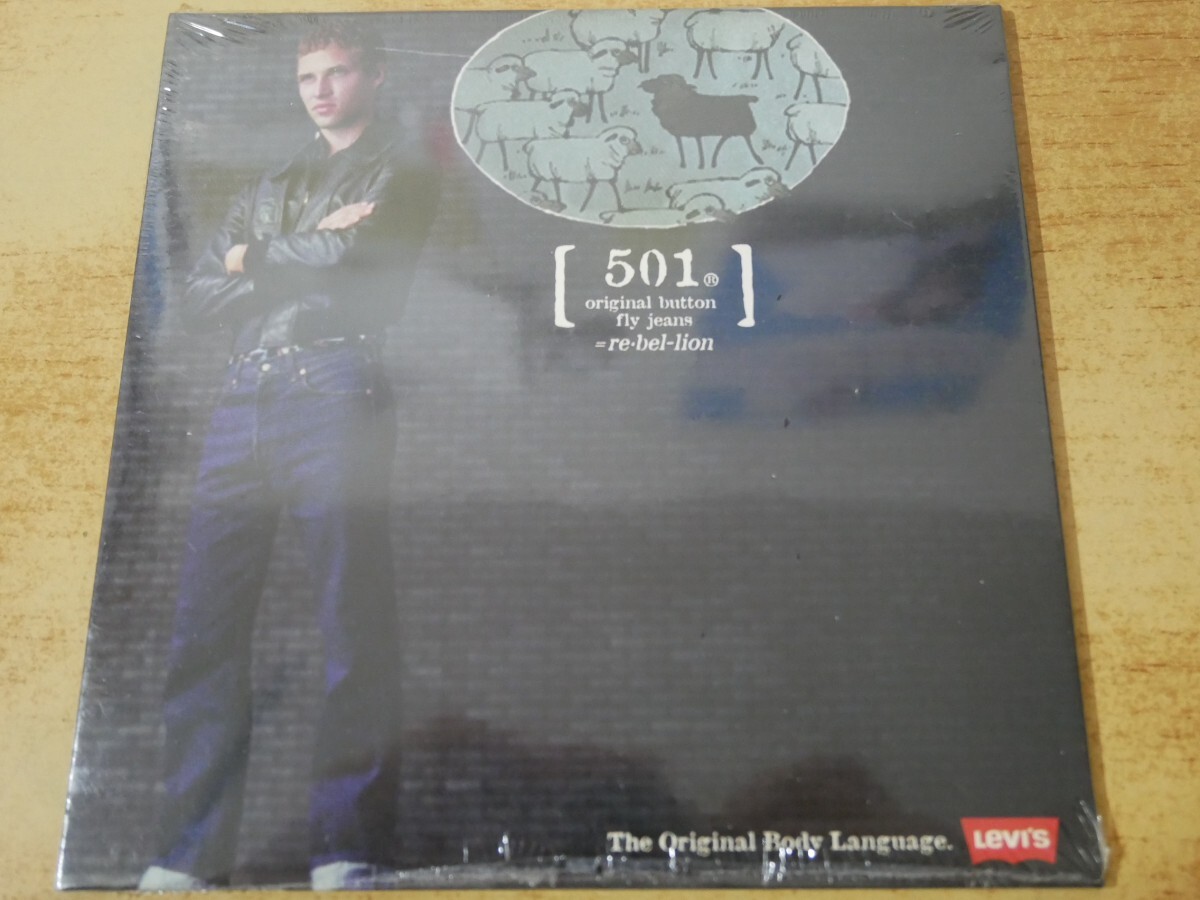 [ 501® ]
original button
fly jeans
=re·bel-lion
The Original Body Language.
Levi's